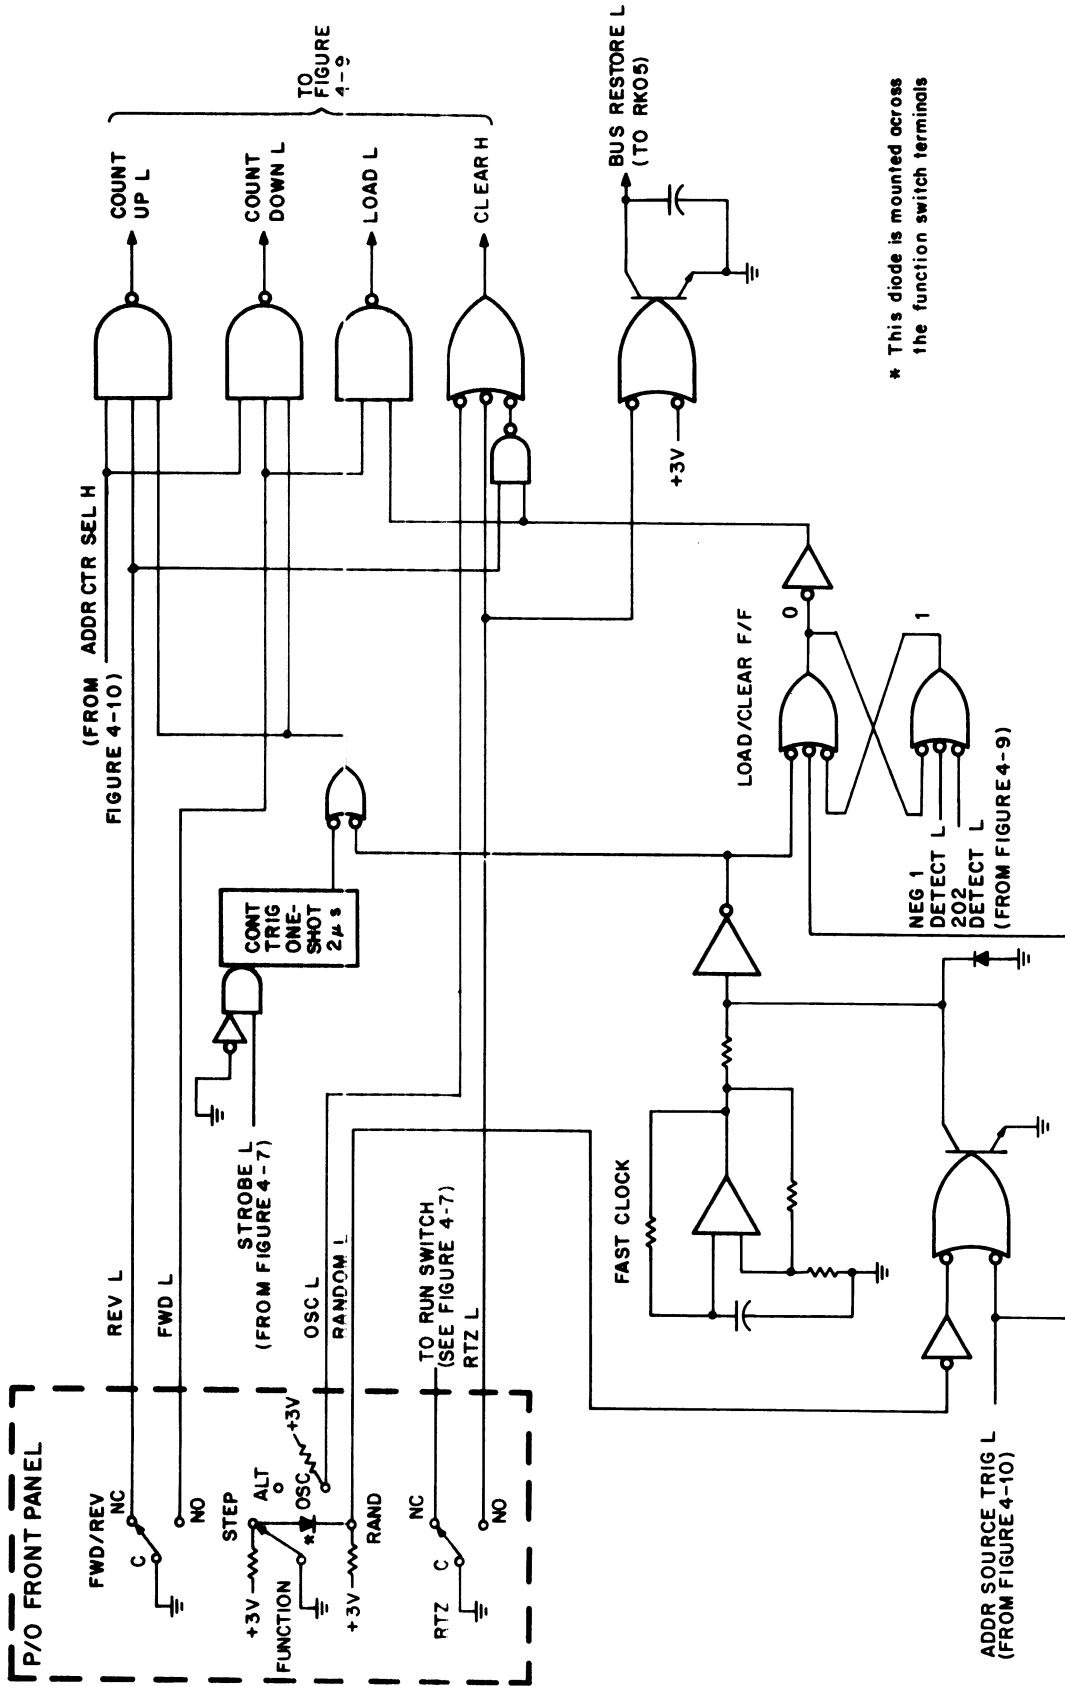 P/O FRONT PANEL
FWD/REV
NC
C
NO
REV L
FWD L
(FROM
FIGURE 4-10)
ADDR CTR SEL H
COUNT
UP L
COUNT
DOWN L
LOAD L
CLEAR H
TO
FIGURE
4-9
STROBE L
(FROM FIGURE 4-7)
CONT
TRIG
ONE-
SHOT
2μs
STEP
ALT
OSC
+3V
+3V
*
FUNCTION
+3V
RAND
OSC L
RANDOM L
RTZ
C
NC
NO
TO RUN SWITCH
(SEE FIGURE 4-7)
RTZ L
+3V
BUS RESTORE L
(TO RK05)
FAST CLOCK
LOAD/CLEAR F/F
0
1
NEG 1
DETECT L
202
DETECT L
(FROM FIGURE 4-9)
ADDR SOURCE TRIG L
(FROM FIGURE 4-10)
* This diode is mounted across
the function switch terminals